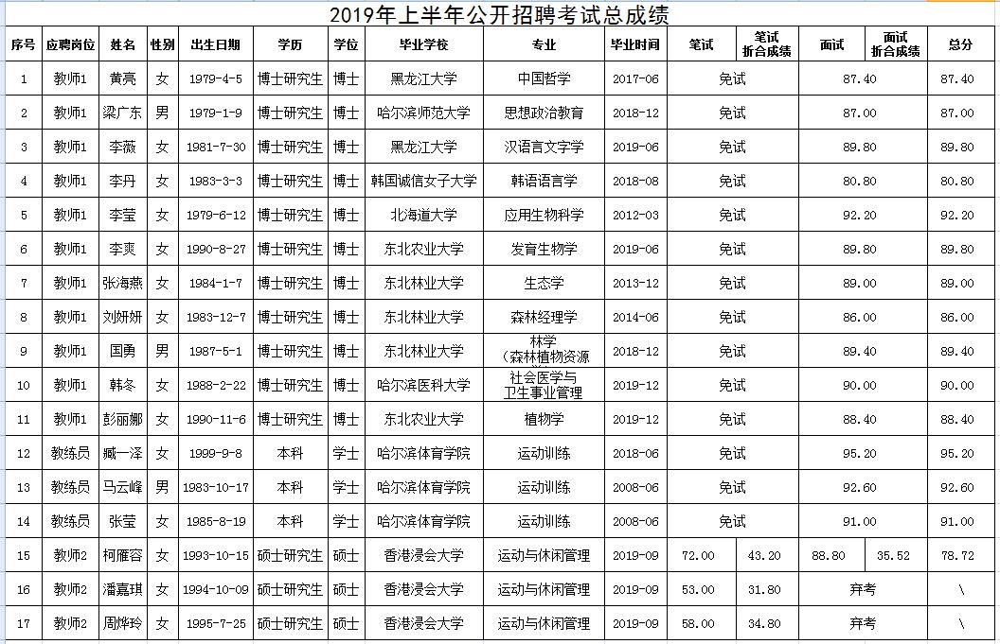 2019年上半年公开招聘考试总成绩
序号 应聘岗位 姓名 性别 出生日期 学历 学位 毕业学校 专业 毕业时间 笔试 笔试折合成绩 面试 面试折合成绩 总分
1 教师1 黄亮 女 1979-4-5 博士研究生 博士 黑龙江大学 中国哲学 2017-06 免试 87.40 87.40
2 教师1 梁广东 男 1979-1-9 博士研究生 博士 哈尔滨师范大学 思想政治教育 2018-12 免试 87.00 87.00
3 教师1 李薇 女 1981-7-30 博士研究生 博士 黑龙江大学 汉语言文字学 2019-06 免试 89.80 89.80
4 教师1 李丹 女 1983-3-3 博士研究生 博士 韩国诚信女子大学 韩语语言学 2018-08 免试 80.80 80.80
5 教师1 李莹 女 1979-6-12 博士研究生 博士 北海道大学 应用生物科学 2012-03 免试 92.20 92.20
6 教师1 李爽 女 1990-8-27 博士研究生 博士 东北农业大学 发育生物学 2019-06 免试 89.80 89.80
7 教师1 张海燕 女 1984-1-7 博士研究生 博士 东北林业大学 生态学 2013-12 免试 89.00 89.00
8 教师1 刘妍妍 女 1983-12-7 博士研究生 博士 东北林业大学 森林经理学 2014-06 免试 86.00 86.00
9 教师1 国勇 男 1987-5-1 博士研究生 博士 东北林业大学 林学（森林植物资源 2018-12 免试 89.40 89.40
10 教师1 韩冬 女 1988-2-22 博士研究生 博士 哈尔滨医科大学 社会医学与卫生事业管理 2019-12 免试 90.00 90.00
11 教师1 彭丽娜 女 1990-11-6 博士研究生 博士 东北农业大学 植物学 2019-12 免试 88.40 88.40
12 教练员 臧一泽 女 1999-9-8 本科 学士 哈尔滨体育学院 运动训练 2018-06 免试 95.20 95.20
13 教练员 马云峰 男 1983-10-17 本科 学士 哈尔滨体育学院 运动训练 2008-06 免试 92.60 92.60
14 教练员 张莹 女 1985-8-19 本科 学士 哈尔滨体育学院 运动训练 2008-06 免试 91.00 91.00
15 教师2 柯雁容 女 1993-10-15 硕士研究生 硕士 香港浸会大学 运动与休闲管理 2019-09 72.00 43.20 88.80 35.52 78.72
16 教师2 潘嘉琪 女 1994-10-09 硕士研究生 硕士 香港浸会大学 运动与休闲管理 2019-09 53.00 31.80 弃考 \
17 教师2 周烨玲 女 1995-7-25 硕士研究生 硕士 香港浸会大学 运动与休闲管理 2019-09 58.00 34.80 弃考 \